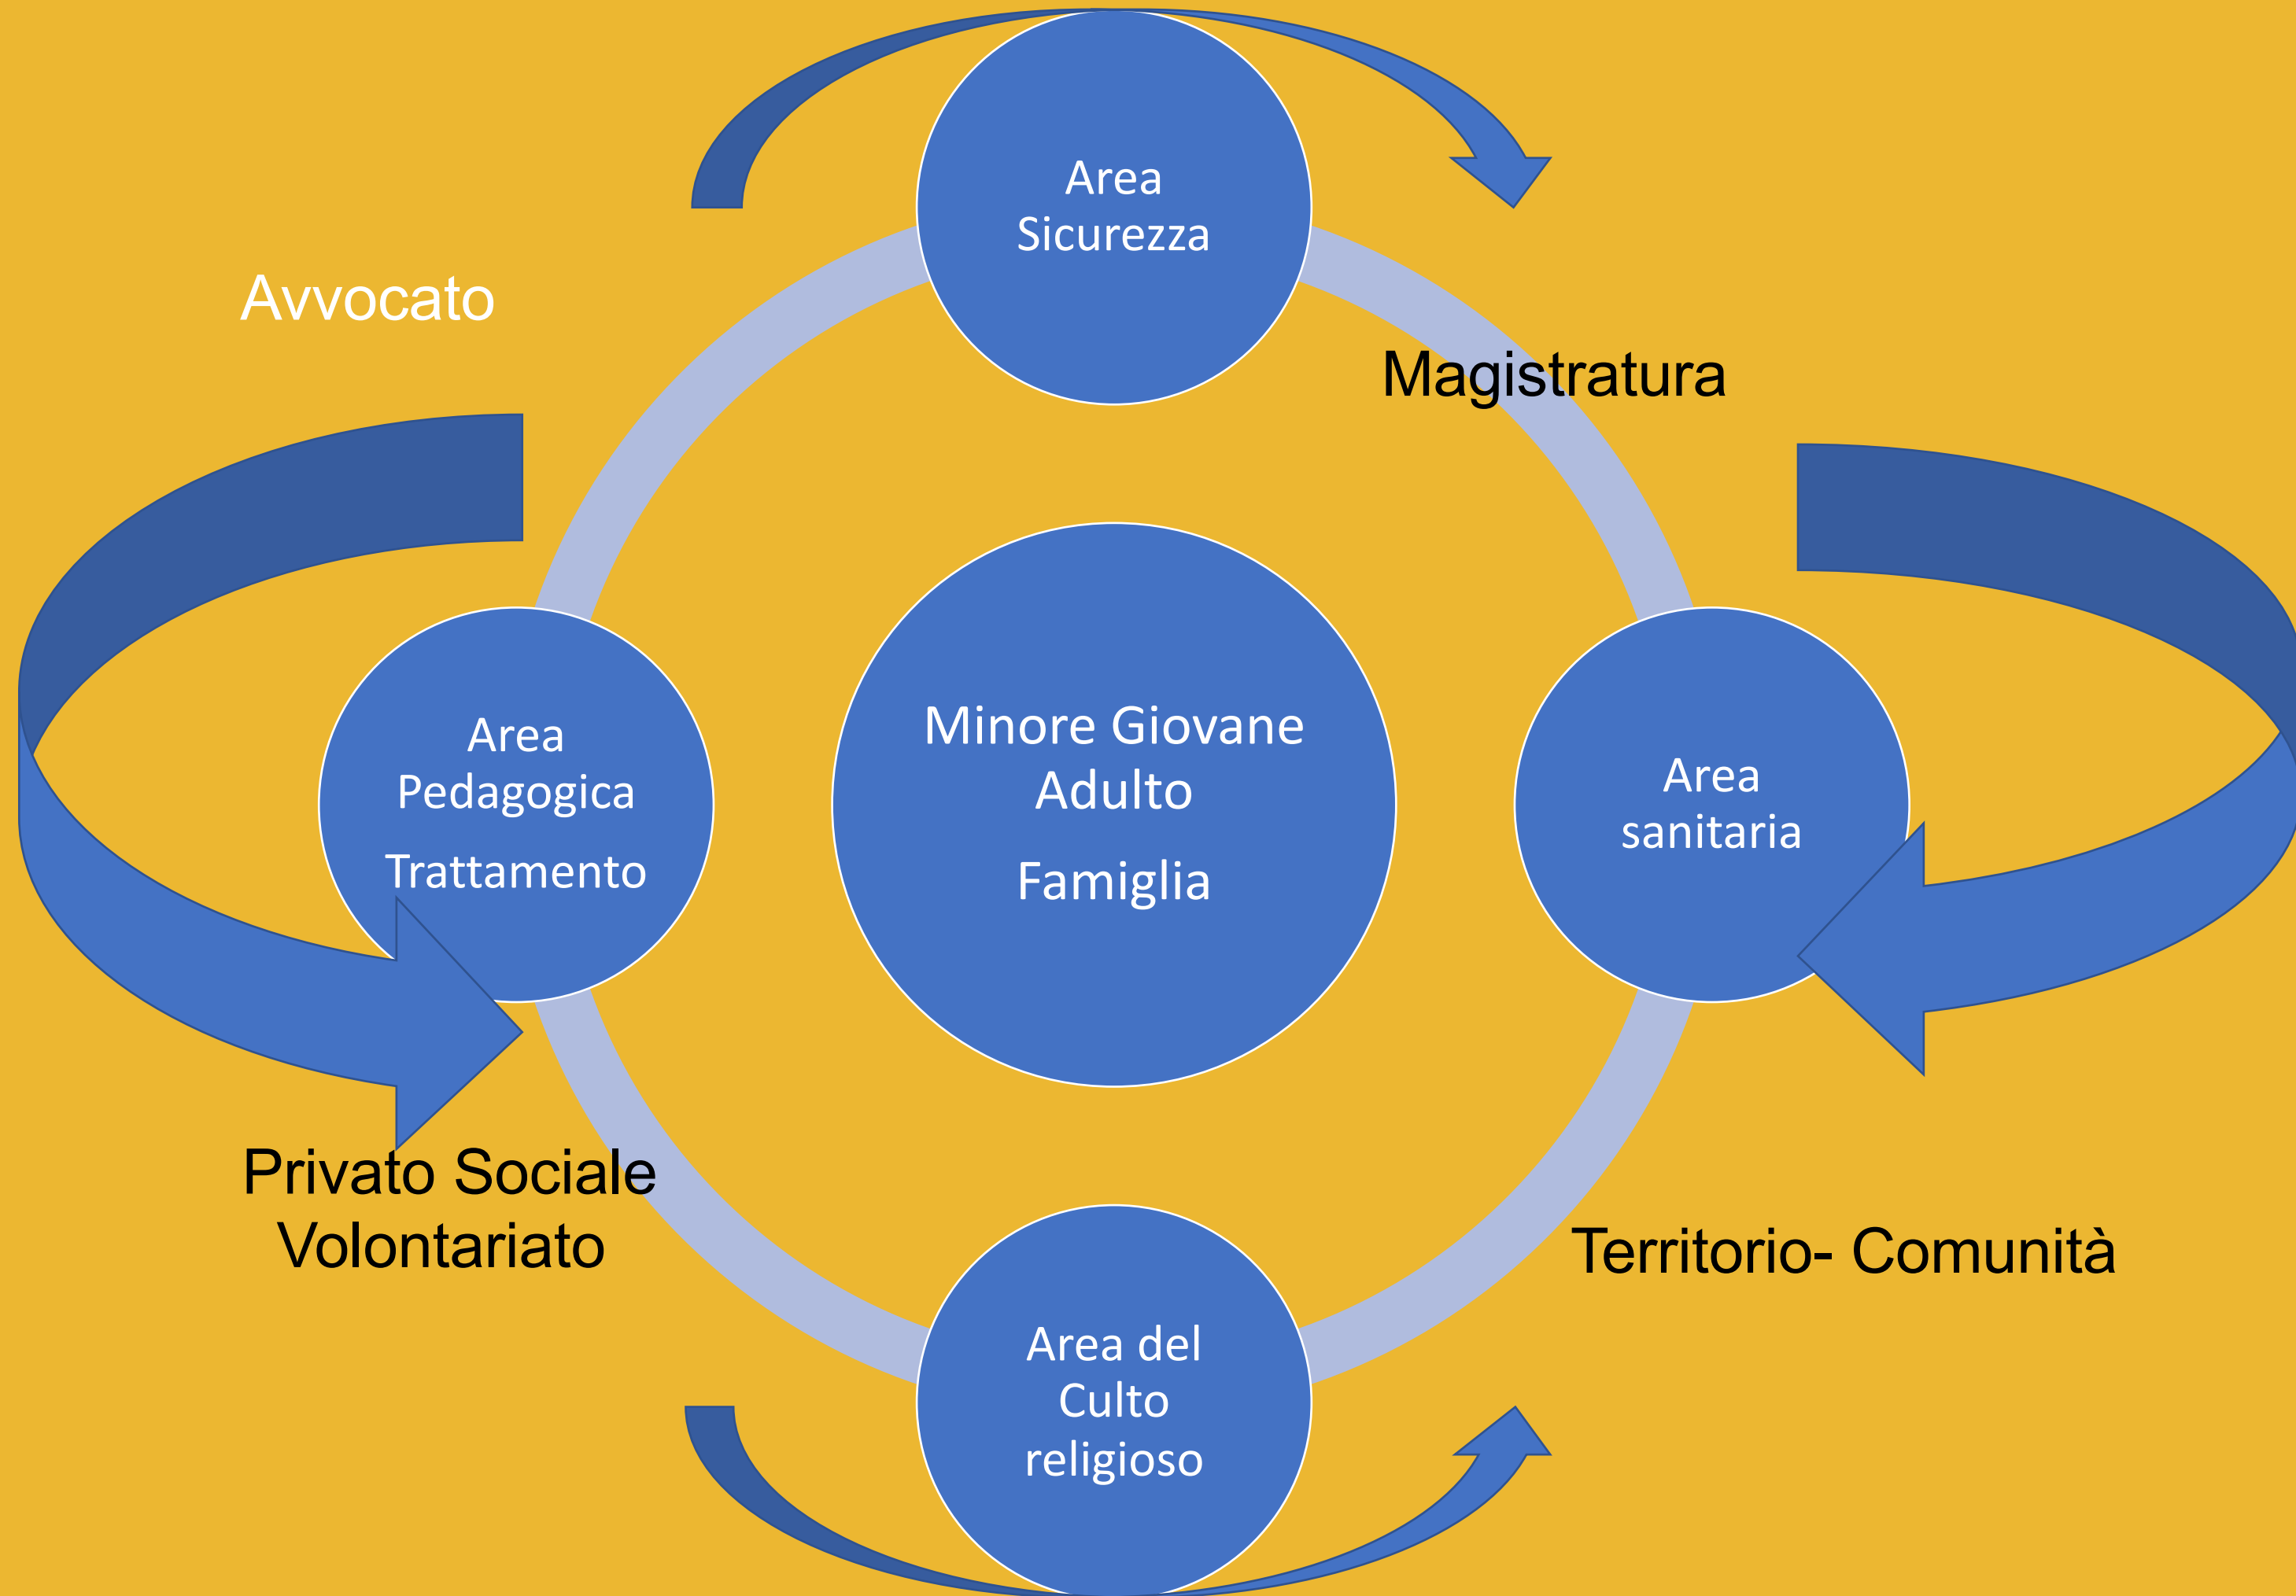 Area
Sicurezza
Avvocato
Magistratura
Area
Pedagogica
Trattamento
Minore Giovane
Adulto
Famiglia
Area
sanitaria
Privato Sociale
Volontariato
Territorio- Comunità
Area del
Culto
religioso